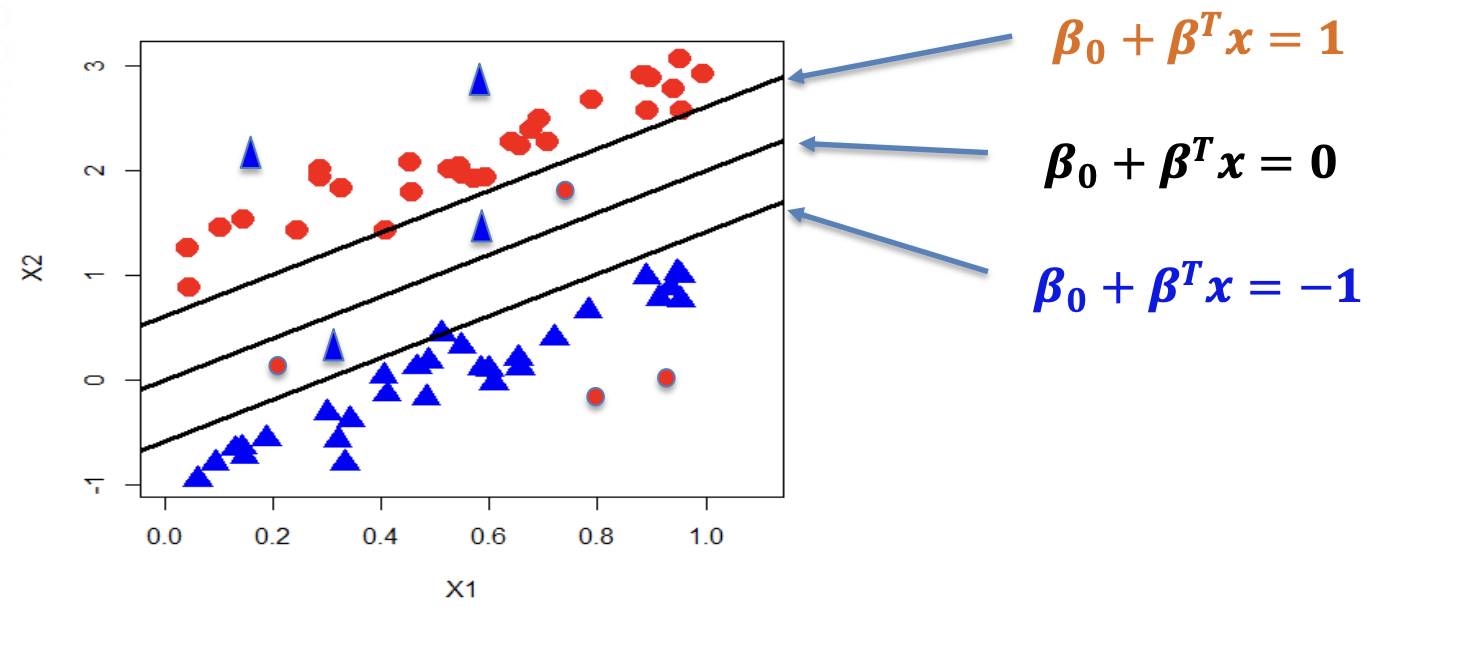 𝜷₀ + 𝜷ᵀ𝒙 = 𝟏
𝜷₀ + 𝜷ᵀ𝒙 = 𝟎
𝜷₀ + 𝜷ᵀ𝒙 = −𝟏
3
2
1
0
-1
X2
0.0 0.2 0.4 0.6 0.8 1.0
X1